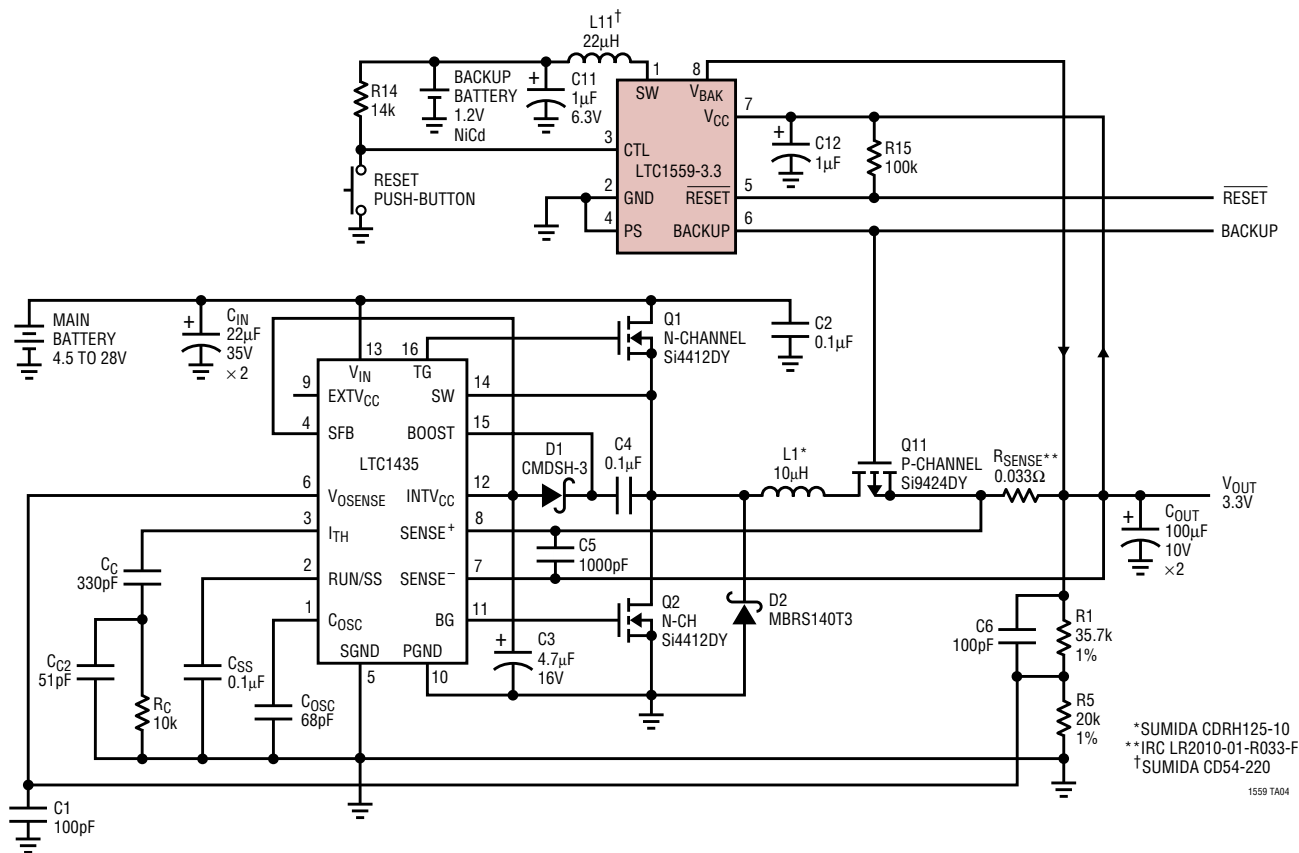 L11†
22µH
R14
14k
BACKUP
BATTERY
1.2V
NiCd
+
C11
1µF
6.3V
1
8
SW
VBAK
7
VCC
3
CTL
LTC1559-3.3
+
C12
1µF
R15
100k
RESET
PUSH-BUTTON
2
GND
5
RESET
RESET
4
PS
6
BACKUP
BACKUP
MAIN
BATTERY
4.5 TO 28V
+
CIN
22µF
35V
× 2
Q1
N-CHANNEL
Si4412DY
C2
0.1µF
13
16
VIN
TG
9
EXTVCC
14
SW
4
SFB
15
BOOST
LTC1435
D1
CMDSH-3
C4
0.1µF
L1*
10µH
Q11
P-CHANNEL
Si9424DY
RSENSE**
0.033Ω
6
VOSENSE
12
INTVCC
VOUT
3.3V
3
ITH
8
SENSE+
+
COUT
100µF
10V
×2
C5
1000pF
CC
330pF
2
RUN/SS
7
SENSE−
1
COSC
11
BG
Q2
N-CH
Si4412DY
D2
MBRS140T3
C6
100pF
R1
35.7k
1%
SGND
PGND
5
10
+
C3
4.7µF
16V
CC2
51pF
RC
10k
CSS
0.1µF
COSC
68pF
R5
20k
1%
*SUMIDA CDRH125-10
**IRC LR2010-01-R033-F
†SUMIDA CD54-220
1559 TA04
C1
100pF